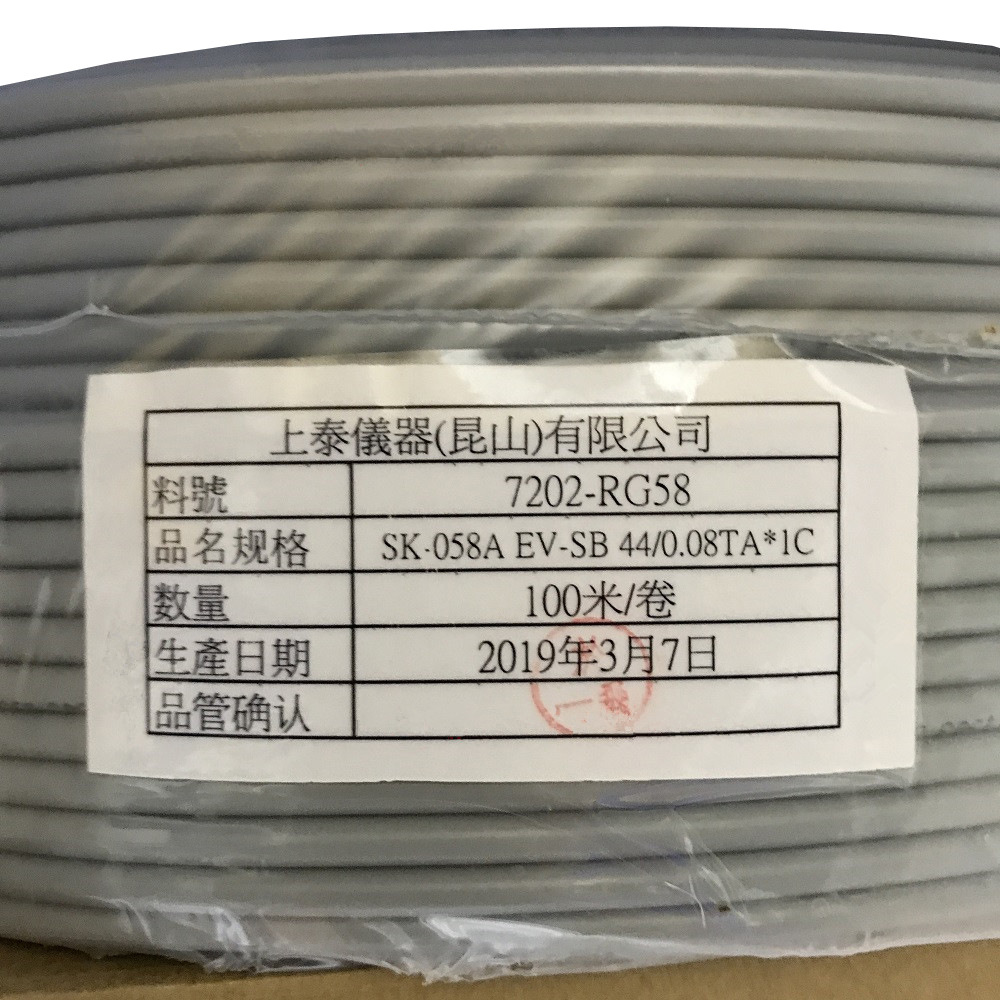 上泰儀器(昆山)有限公司
料號 7202-RG58
品名规格 SK-058A EV-SB 44/0.08TA*1C
数量 100米/卷
生產日期 2019年3月7日
品管确认